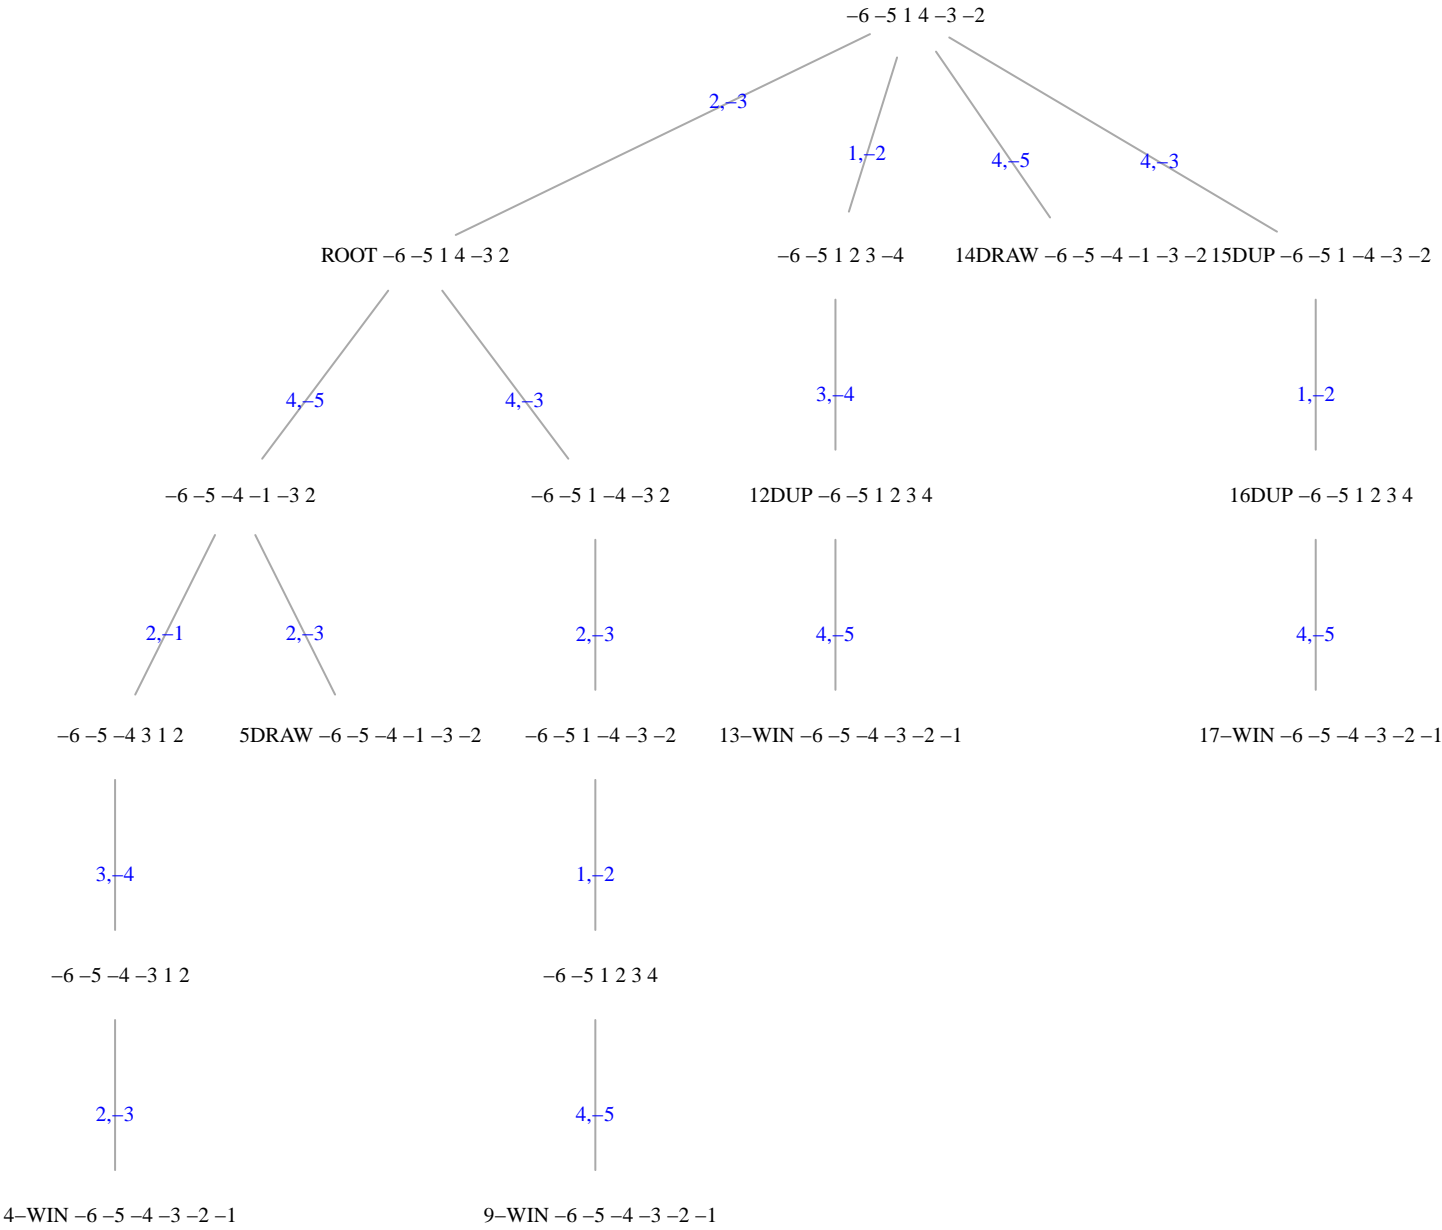 –6 –5 1 4 –3 –2
2,–3
1,–2
4,–5
4,–3
ROOT –6 –5 1 4 –3 2
–6 –5 1 2 3 –4
14DRAW –6 –5 –4 –1 –3 –2
15DUP –6 –5 1 –4 –3 –2
4,–5
4,–3
3,–4
1,–2
–6 –5 –4 –1 –3 2
–6 –5 1 –4 –3 2
12DUP –6 –5 1 2 3 4
16DUP –6 –5 1 2 3 4
2,–1
2,–3
2,–3
4,–5
4,–5
–6 –5 –4 3 1 2
5DRAW –6 –5 –4 –1 –3 –2
–6 –5 1 –4 –3 –2
13–WIN –6 –5 –4 –3 –2 –1
17–WIN –6 –5 –4 –3 –2 –1
3,–4
1,–2
–6 –5 –4 –3 1 2
–6 –5 1 2 3 4
2,–3
4,–5
4–WIN –6 –5 –4 –3 –2 –1
9–WIN –6 –5 –4 –3 –2 –1